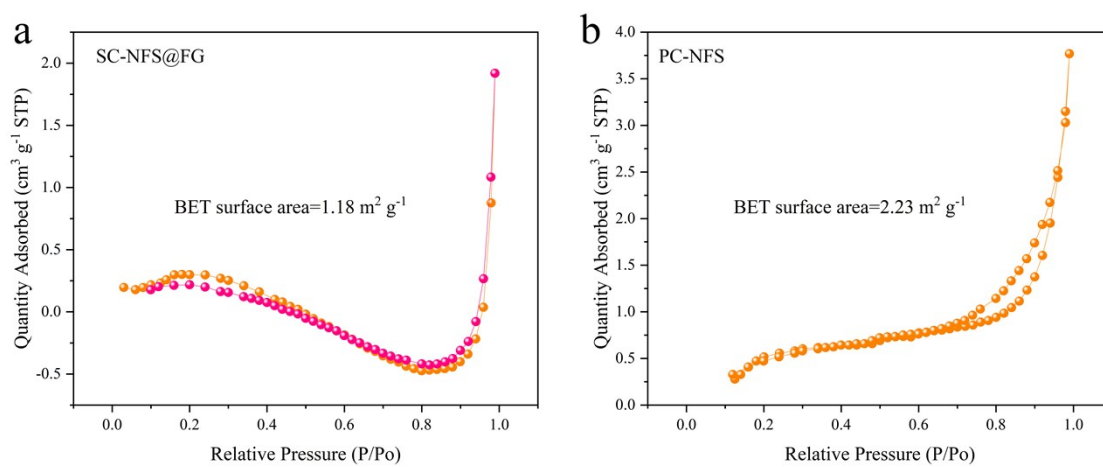 a
SC-NFS@FG
BET surface area=1.18 m² g⁻¹
Quantity Adsorbed (cm³ g⁻¹ STP)
2.0
1.5
1.0
0.5
0.0
-0.5
0.0 0.2 0.4 0.6 0.8 1.0
Relative Pressure (P/Po)
b
PC-NFS
BET surface area=2.23 m² g⁻¹
Quantity Absorbed (cm³ g⁻¹ STP)
4.0
3.5
3.0
2.5
2.0
1.5
1.0
0.5
0.0
0.0 0.2 0.4 0.6 0.8 1.0
Relative Pressure (P/Po)